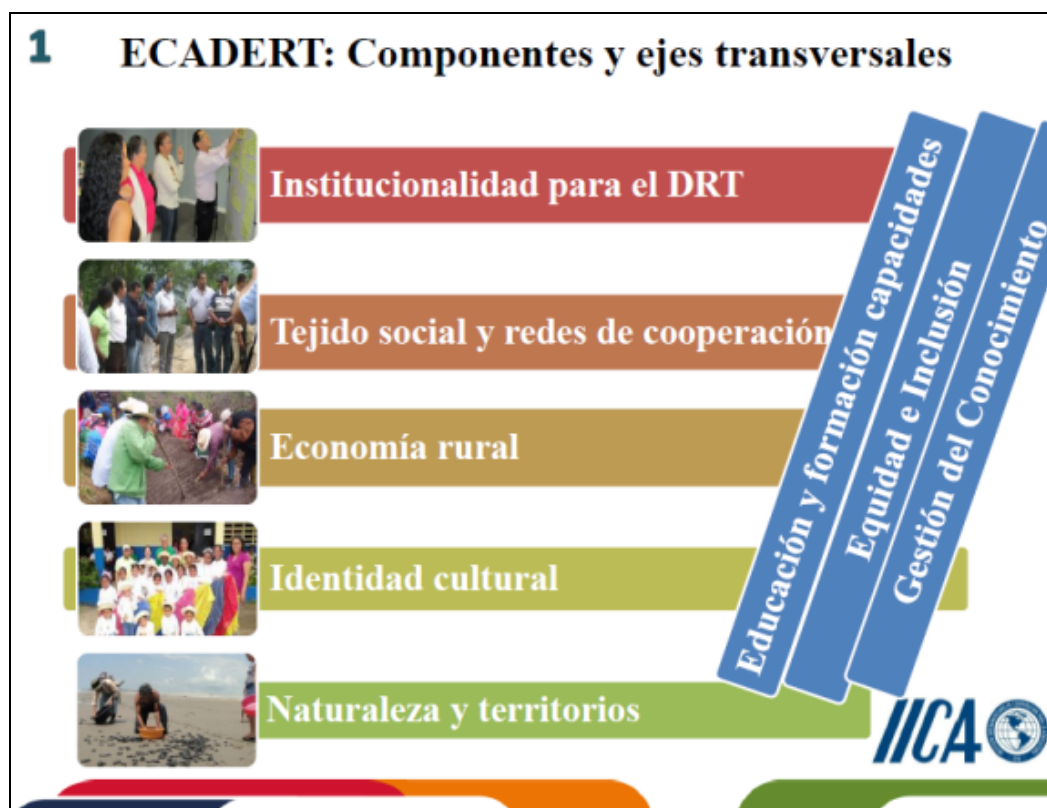 1
ECADERT: Componentes y ejes transversales
Institucionalidad para el DRT
Tejido social y redes de cooperación
Economía rural
Identidad cultural
Naturaleza y territorios
Educación y formación capacidades
Equidad e Inclusión
Gestión del Conocimiento
IICA